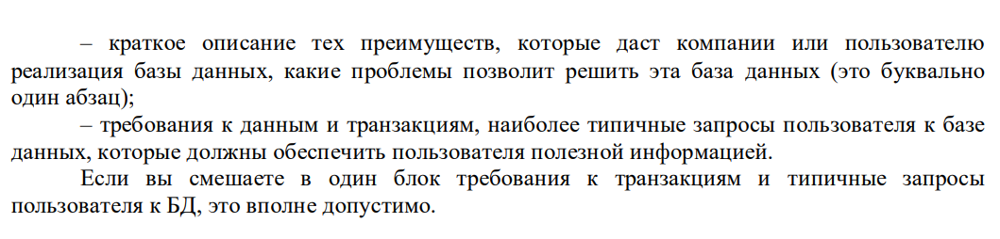 – краткое описание тех преимуществ, которые даст компании или пользователю
реализация базы данных, какие проблемы позволит решить эта база данных (это буквально
один абзац);
– требования к данным и транзакциям, наиболее типичные запросы пользователя к базе
данных, которые должны обеспечить пользователя полезной информацией.
Если вы смешаете в один блок требования к транзакциям и типичные запросы
пользователя к БД, это вполне допустимо.